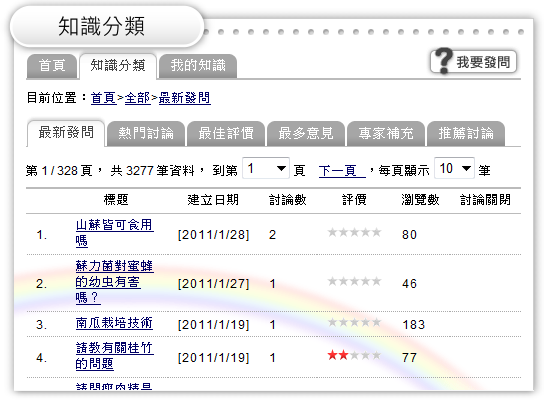 知識分類
首頁 知識分類 我的知識 ? 我要發問
目前位置：首頁>全部>最新發問
最新發問 熱門討論 最佳評價 最多意見 專家補充 推薦討論
第 1 / 328 頁， 共 3277 筆資料， 到第 1 頁 下一頁 ，每頁顯示 10 筆
標題 建立日期 討論數 評價 瀏覽數 討論關閉
1. 山蘇皆可食用嗎 [2011/1/28] 2 80
2. 蘇力菌對蜜蜂的幼虫有害嗎？ [2011/1/27] 1 46
3. 南瓜栽培技術 [2011/1/19] 1 183
4. 請教有關桂竹的問題 [2011/1/19] 1 77